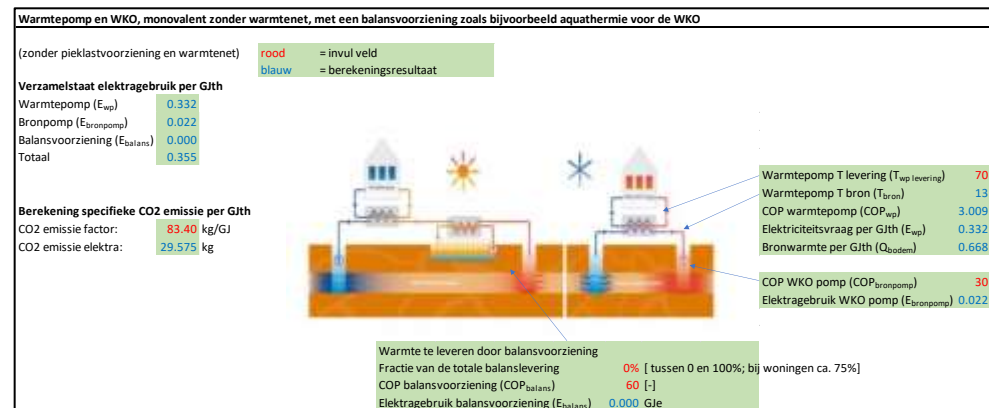 Warmtepomp en WKO, monovalent zonder warmtenet, met een balansvoorziening zoals bijvoorbeeld aquathermie voor de WKO
(zonder pieklastvoorziening en warmtenet) rood = invul veld
blauw = berekeningsresultaat
Verzamelstaat elektragebruik per GJth
Warmtepomp (Ewp) 0.332
Bronpomp (Ebronpomp) 0.022
Balansvoorziening (Ebalans) 0.000
Totaal 0.355
Berekening specifieke CO2 emissie per GJth
CO2 emissie factor: 83.40 kg/GJ
CO2 emissie elektra: 29.575 kg
Warmtepomp T levering (Twp levering) 70
Warmtepomp T bron (Tbron) 13
COP warmtepomp (COPwp) 3.009
Elektriciteitsvraag per GJth (Ewp) 0.332
Bronwarmte per GJth (Qbodem) 0.668
COP WKO pomp (COPbronpomp) 30
Elektragebruik WKO pomp (Ebronpomp) 0.022
Warmte te leveren door balansvoorziening
Fractie van de totale balanslevering 0% [ tussen 0 en 100%; bij woningen ca. 75%]
COP balansvoorziening (COPbalans) 60 [-]
Elektragebruik balansvoorziening (Ebalans) 0.000 GJe